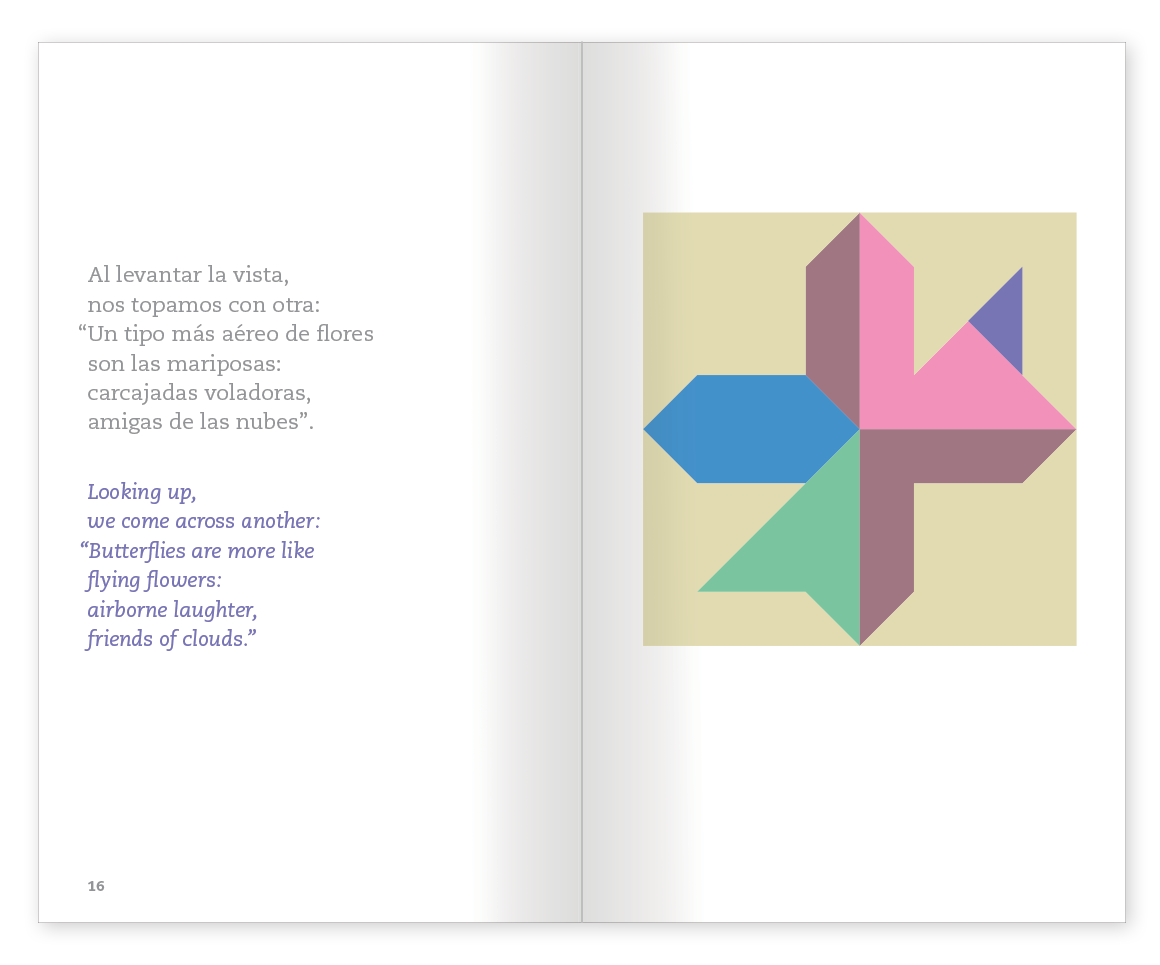 Al levantar la vista,
nos topamos con otra:
“Un tipo más aéreo de flores
son las mariposas:
carcajadas voladoras,
amigas de las nubes”.
Looking up,
we come across another:
“Butterflies are more like
flying flowers:
airborne laughter,
friends of clouds.”
16